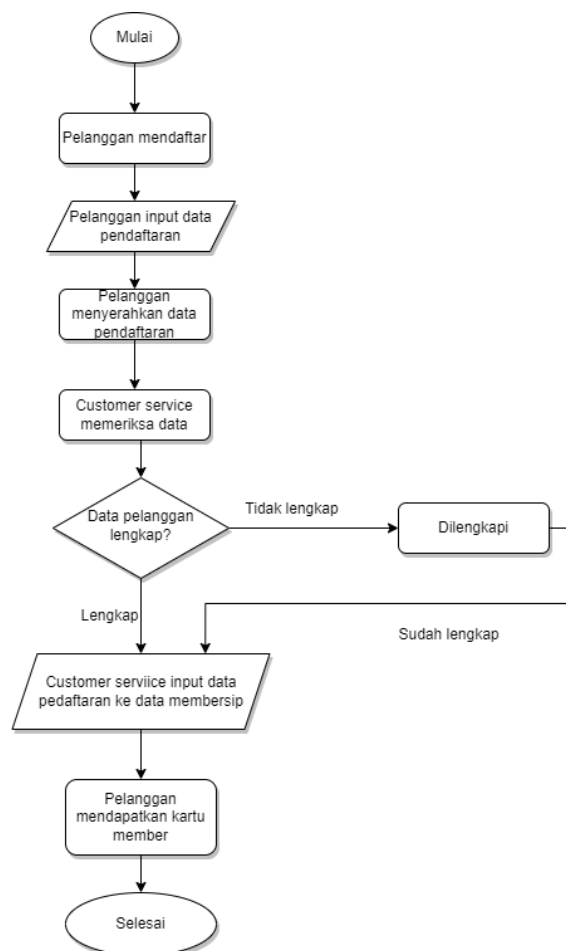 Mulai
Pelanggan mendaftar
Pelanggan input data
pendaftaran
Pelanggan
menyerahkan data
pendaftaran
Customer service
memeriksa data
Data pelanggan
lengkap?
Tidak lengkap
Dilengkapi
Lengkap
Sudah lengkap
Customer serviice input data
pedaftaran ke data membersip
Pelanggan
mendapatkan kartu
member
Selesai